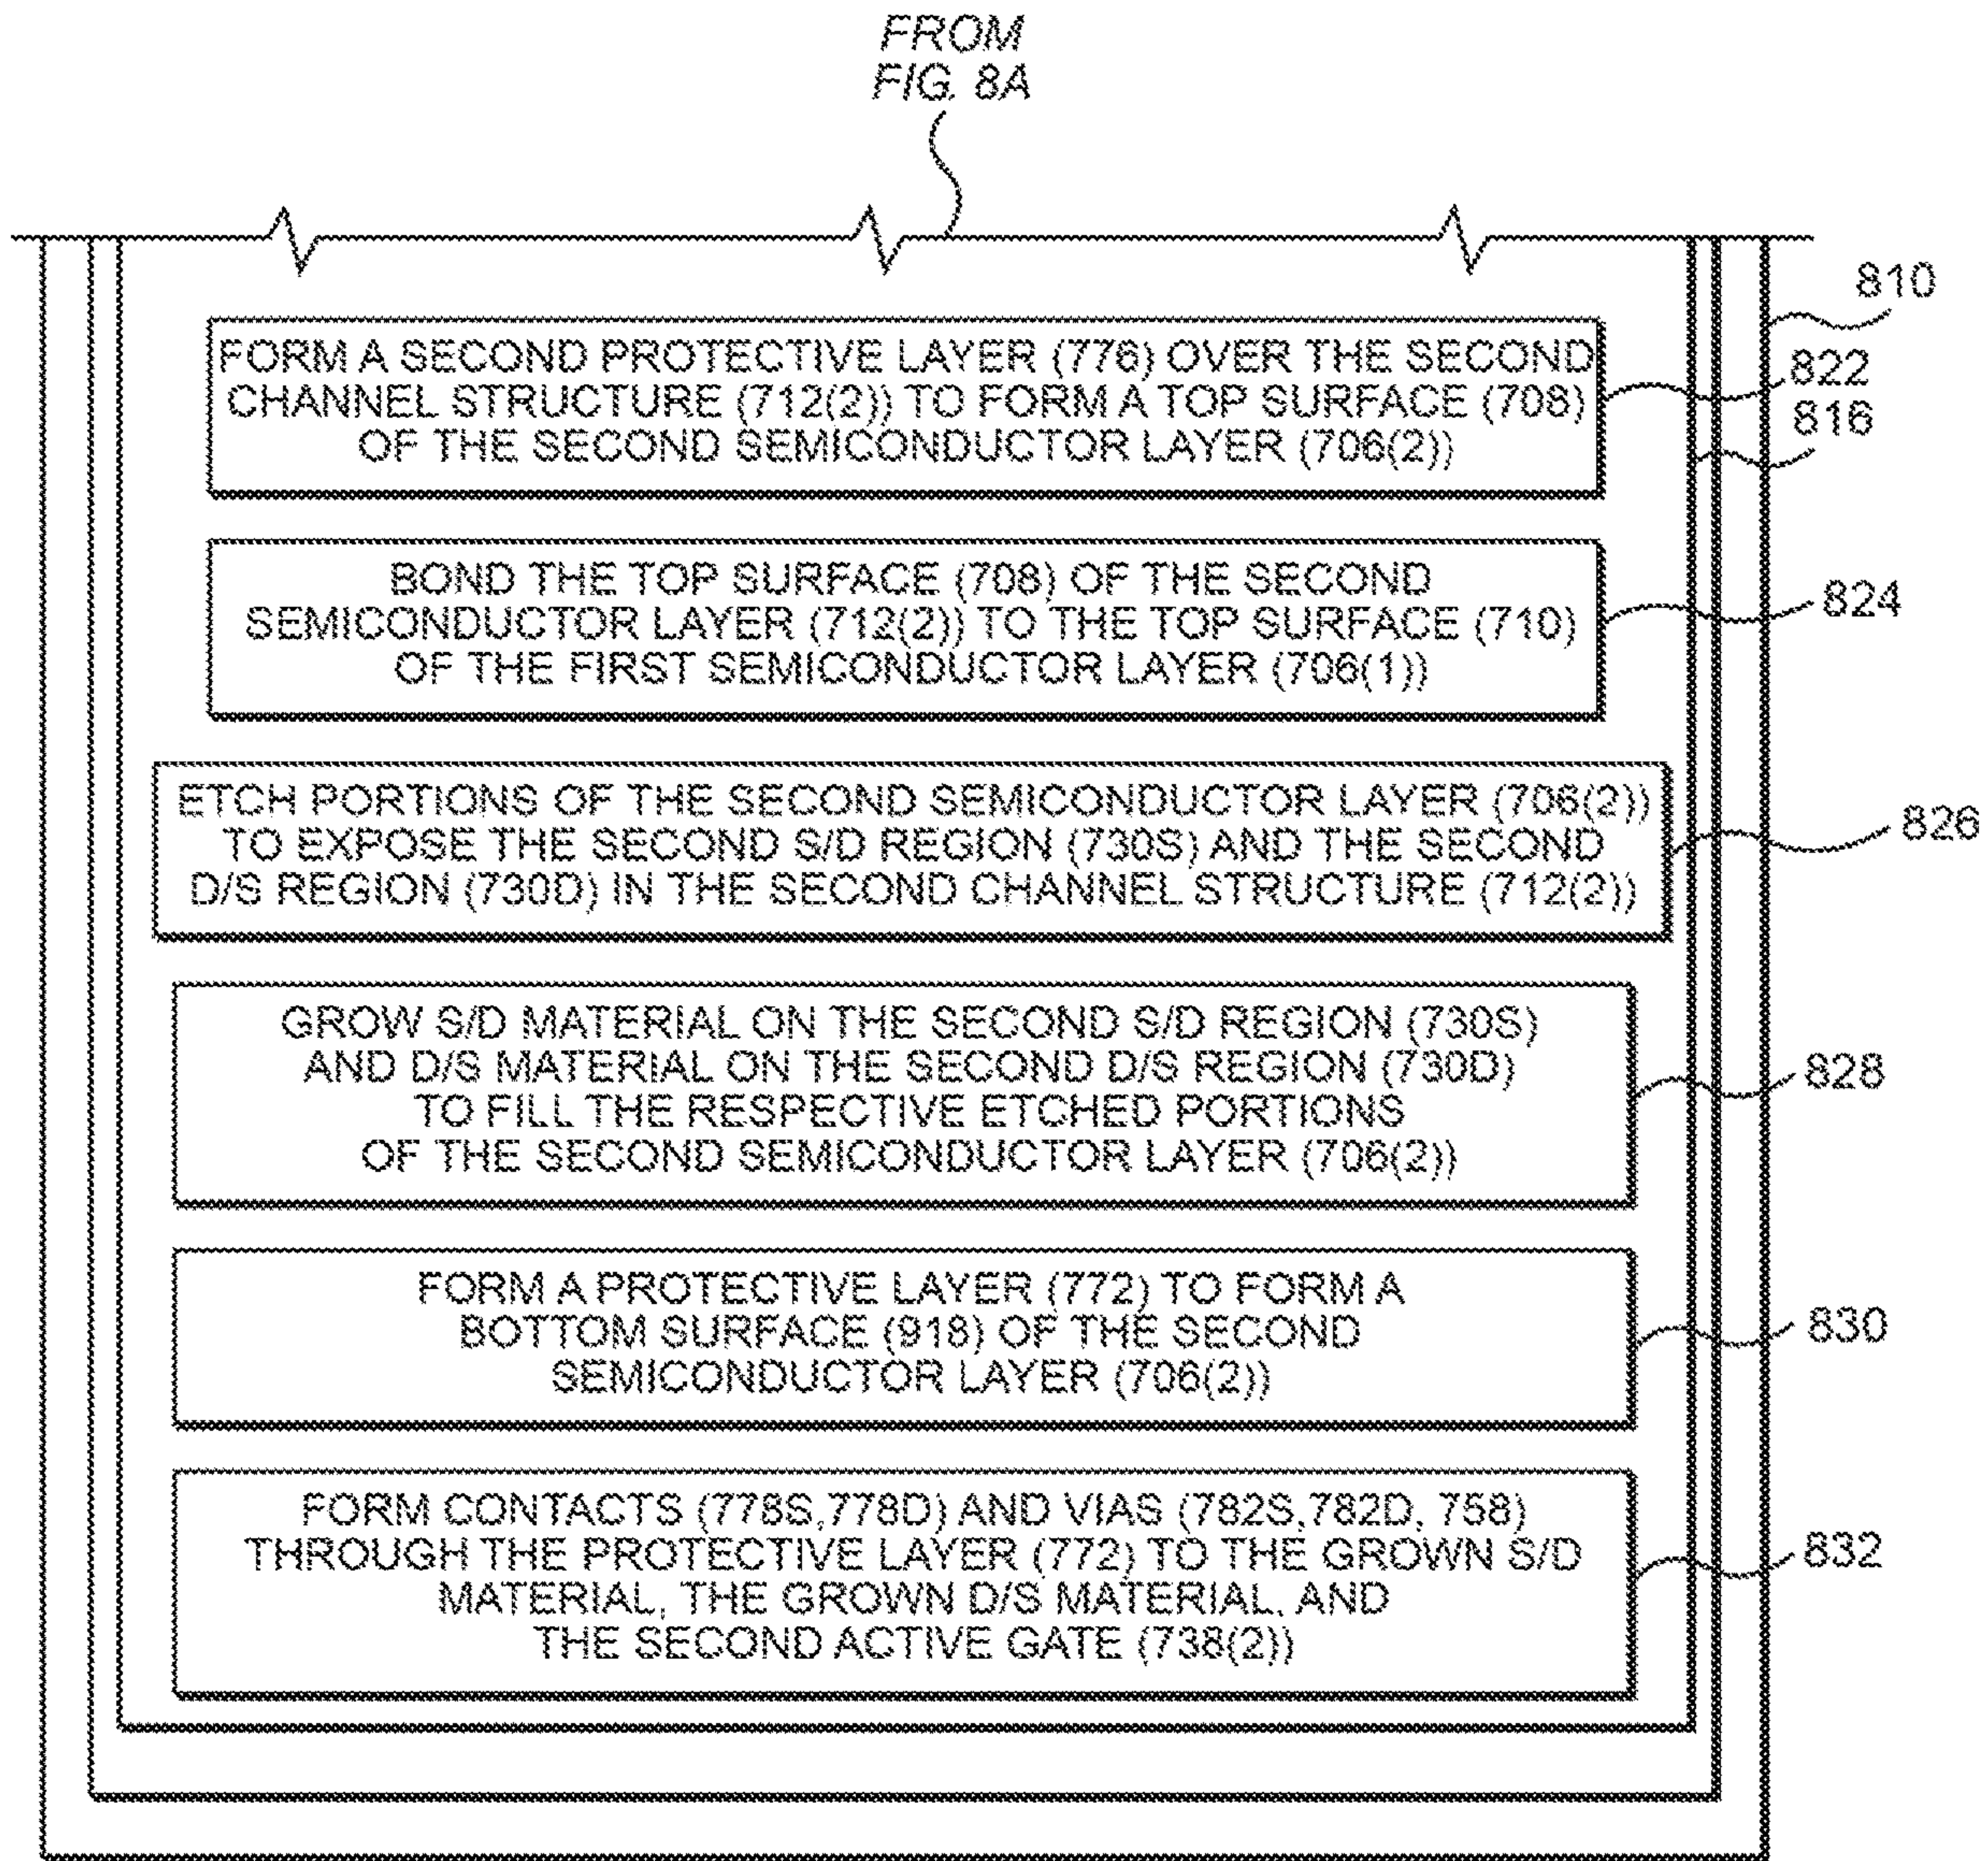 FROM
FIG. 8A
810
FORM A SECOND PROTECTIVE LAYER (776) OVER THE SECOND
CHANNEL STRUCTURE (712(2)) TO FORM A TOP SURFACE (708)
OF THE SECOND SEMICONDUCTOR LAYER (706(2))
822
816
BOND THE TOP SURFACE (708) OF THE SECOND
SEMICONDUCTOR LAYER (712(2)) TO THE TOP SURFACE (710)
OF THE FIRST SEMICONDUCTOR LAYER (706(1))
824
ETCH PORTIONS OF THE SECOND SEMICONDUCTOR LAYER (706(2))
TO EXPOSE THE SECOND S/D REGION (730S) AND THE SECOND
D/S REGION (730D) IN THE SECOND CHANNEL STRUCTURE (712(2))
826
GROW S/D MATERIAL ON THE SECOND S/D REGION (730S)
AND D/S MATERIAL ON THE SECOND D/S REGION (730D)
TO FILL THE RESPECTIVE ETCHED PORTIONS
OF THE SECOND SEMICONDUCTOR LAYER (706(2))
828
FORM A PROTECTIVE LAYER (772) TO FORM A
BOTTOM SURFACE (918) OF THE SECOND
SEMICONDUCTOR LAYER (706(2))
830
FORM CONTACTS (778S,778D) AND VIAS (782S,782D, 758)
THROUGH THE PROTECTIVE LAYER (772) TO THE GROWN S/D
MATERIAL, THE GROWN D/S MATERIAL, AND
THE SECOND ACTIVE GATE (738(2))
832